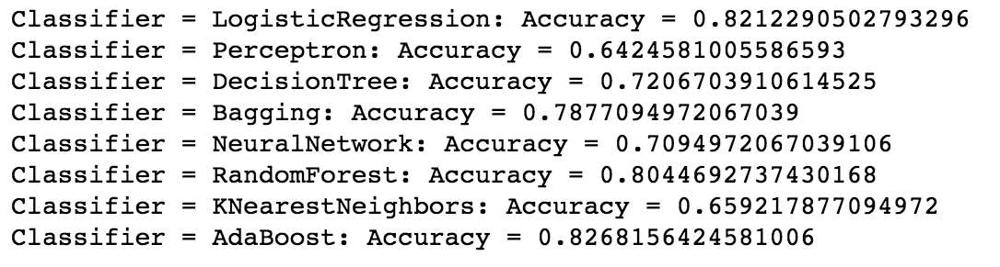 Classifier = LogisticRegression: Accuracy = 0.8212290502793296
Classifier = Perceptron: Accuracy = 0.6424581005586593
Classifier = DecisionTree: Accuracy = 0.7206703910614525
Classifier = Bagging: Accuracy = 0.7877094972067039
Classifier = NeuralNetwork: Accuracy = 0.7094972067039106
Classifier = RandomForest: Accuracy = 0.8044692737430168
Classifier = KNearestNeighbors: Accuracy = 0.659217877094972
Classifier = AdaBoost: Accuracy = 0.8268156424581006